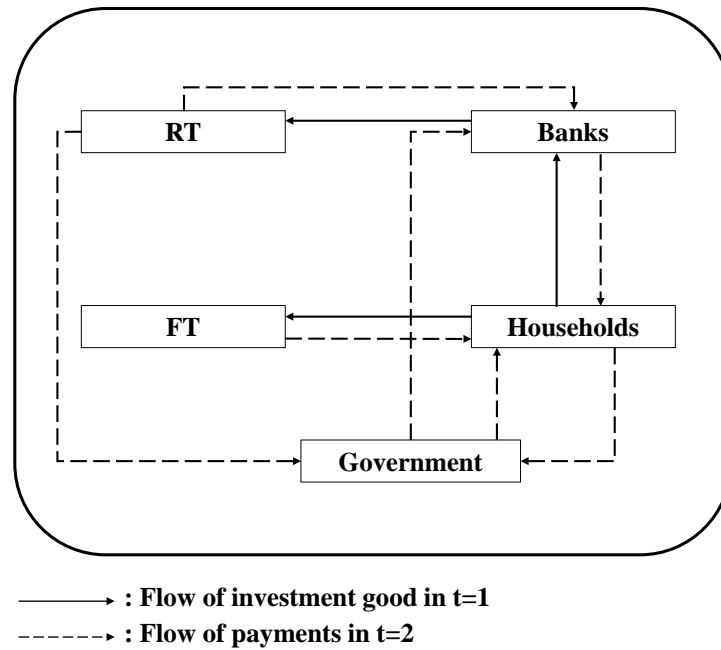 RT
Banks
FT
Households
Government
: Flow of investment good in t=1
: Flow of payments in t=2